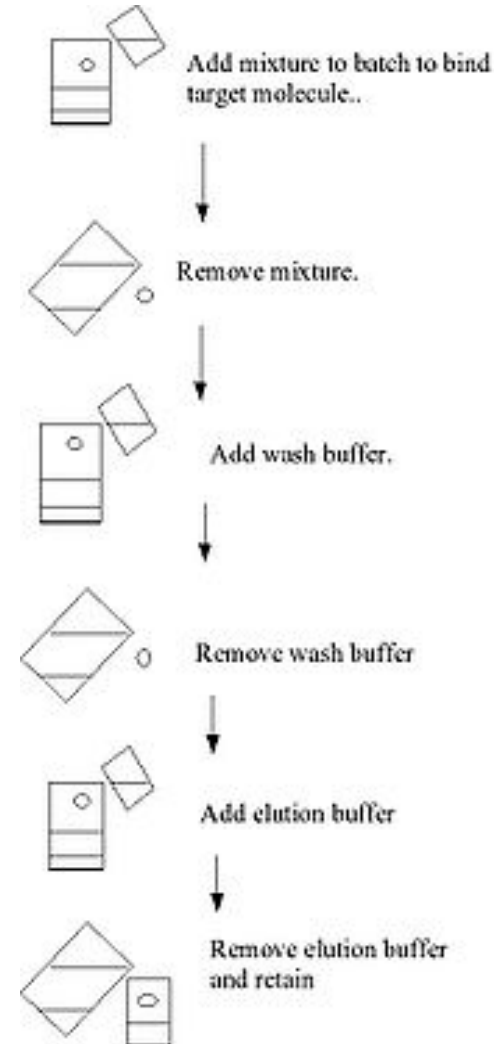 Add mixture to batch to bind
target molecule..
Remove mixture.
Add wash buffer.
Remove wash buffer
Add elution buffer
Remove elution buffer
and retain